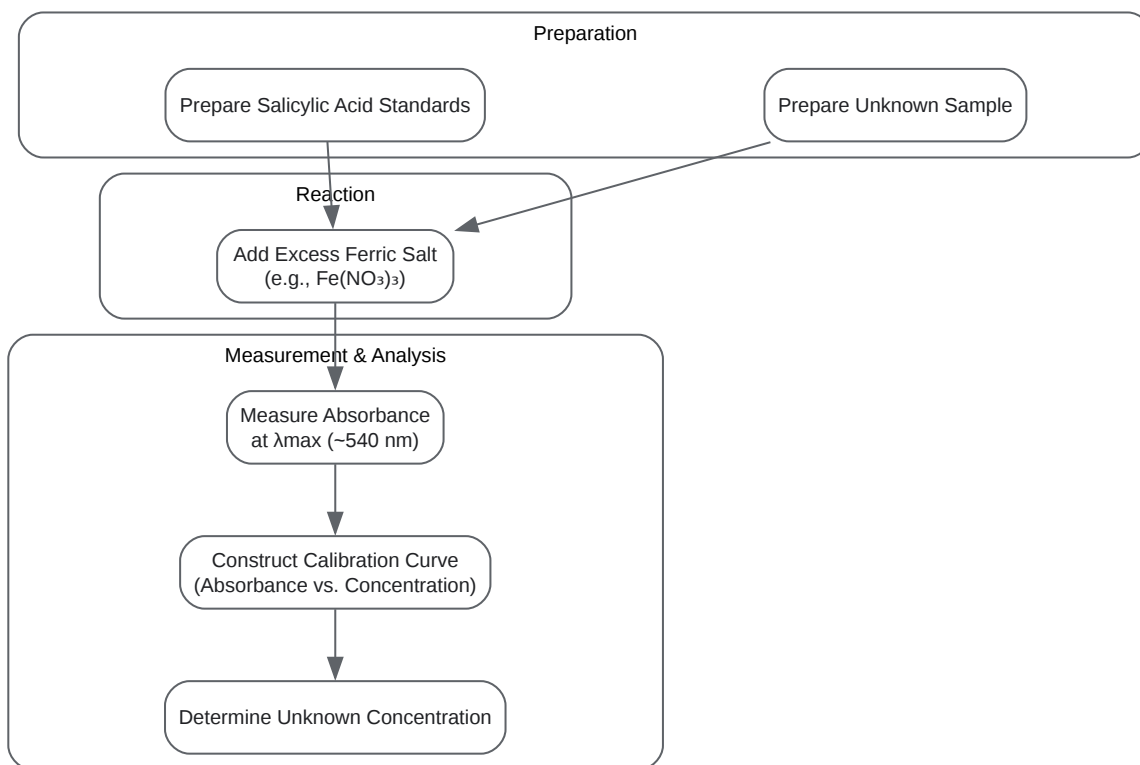 Preparation
Prepare Salicylic Acid Standards
Prepare Unknown Sample
Reaction
Add Excess Ferric Salt
(e.g., Fe(NO₃)₃)
Measurement & Analysis
Measure Absorbance
at λmax (~540 nm)
Construct Calibration Curve
(Absorbance vs. Concentration)
Determine Unknown Concentration